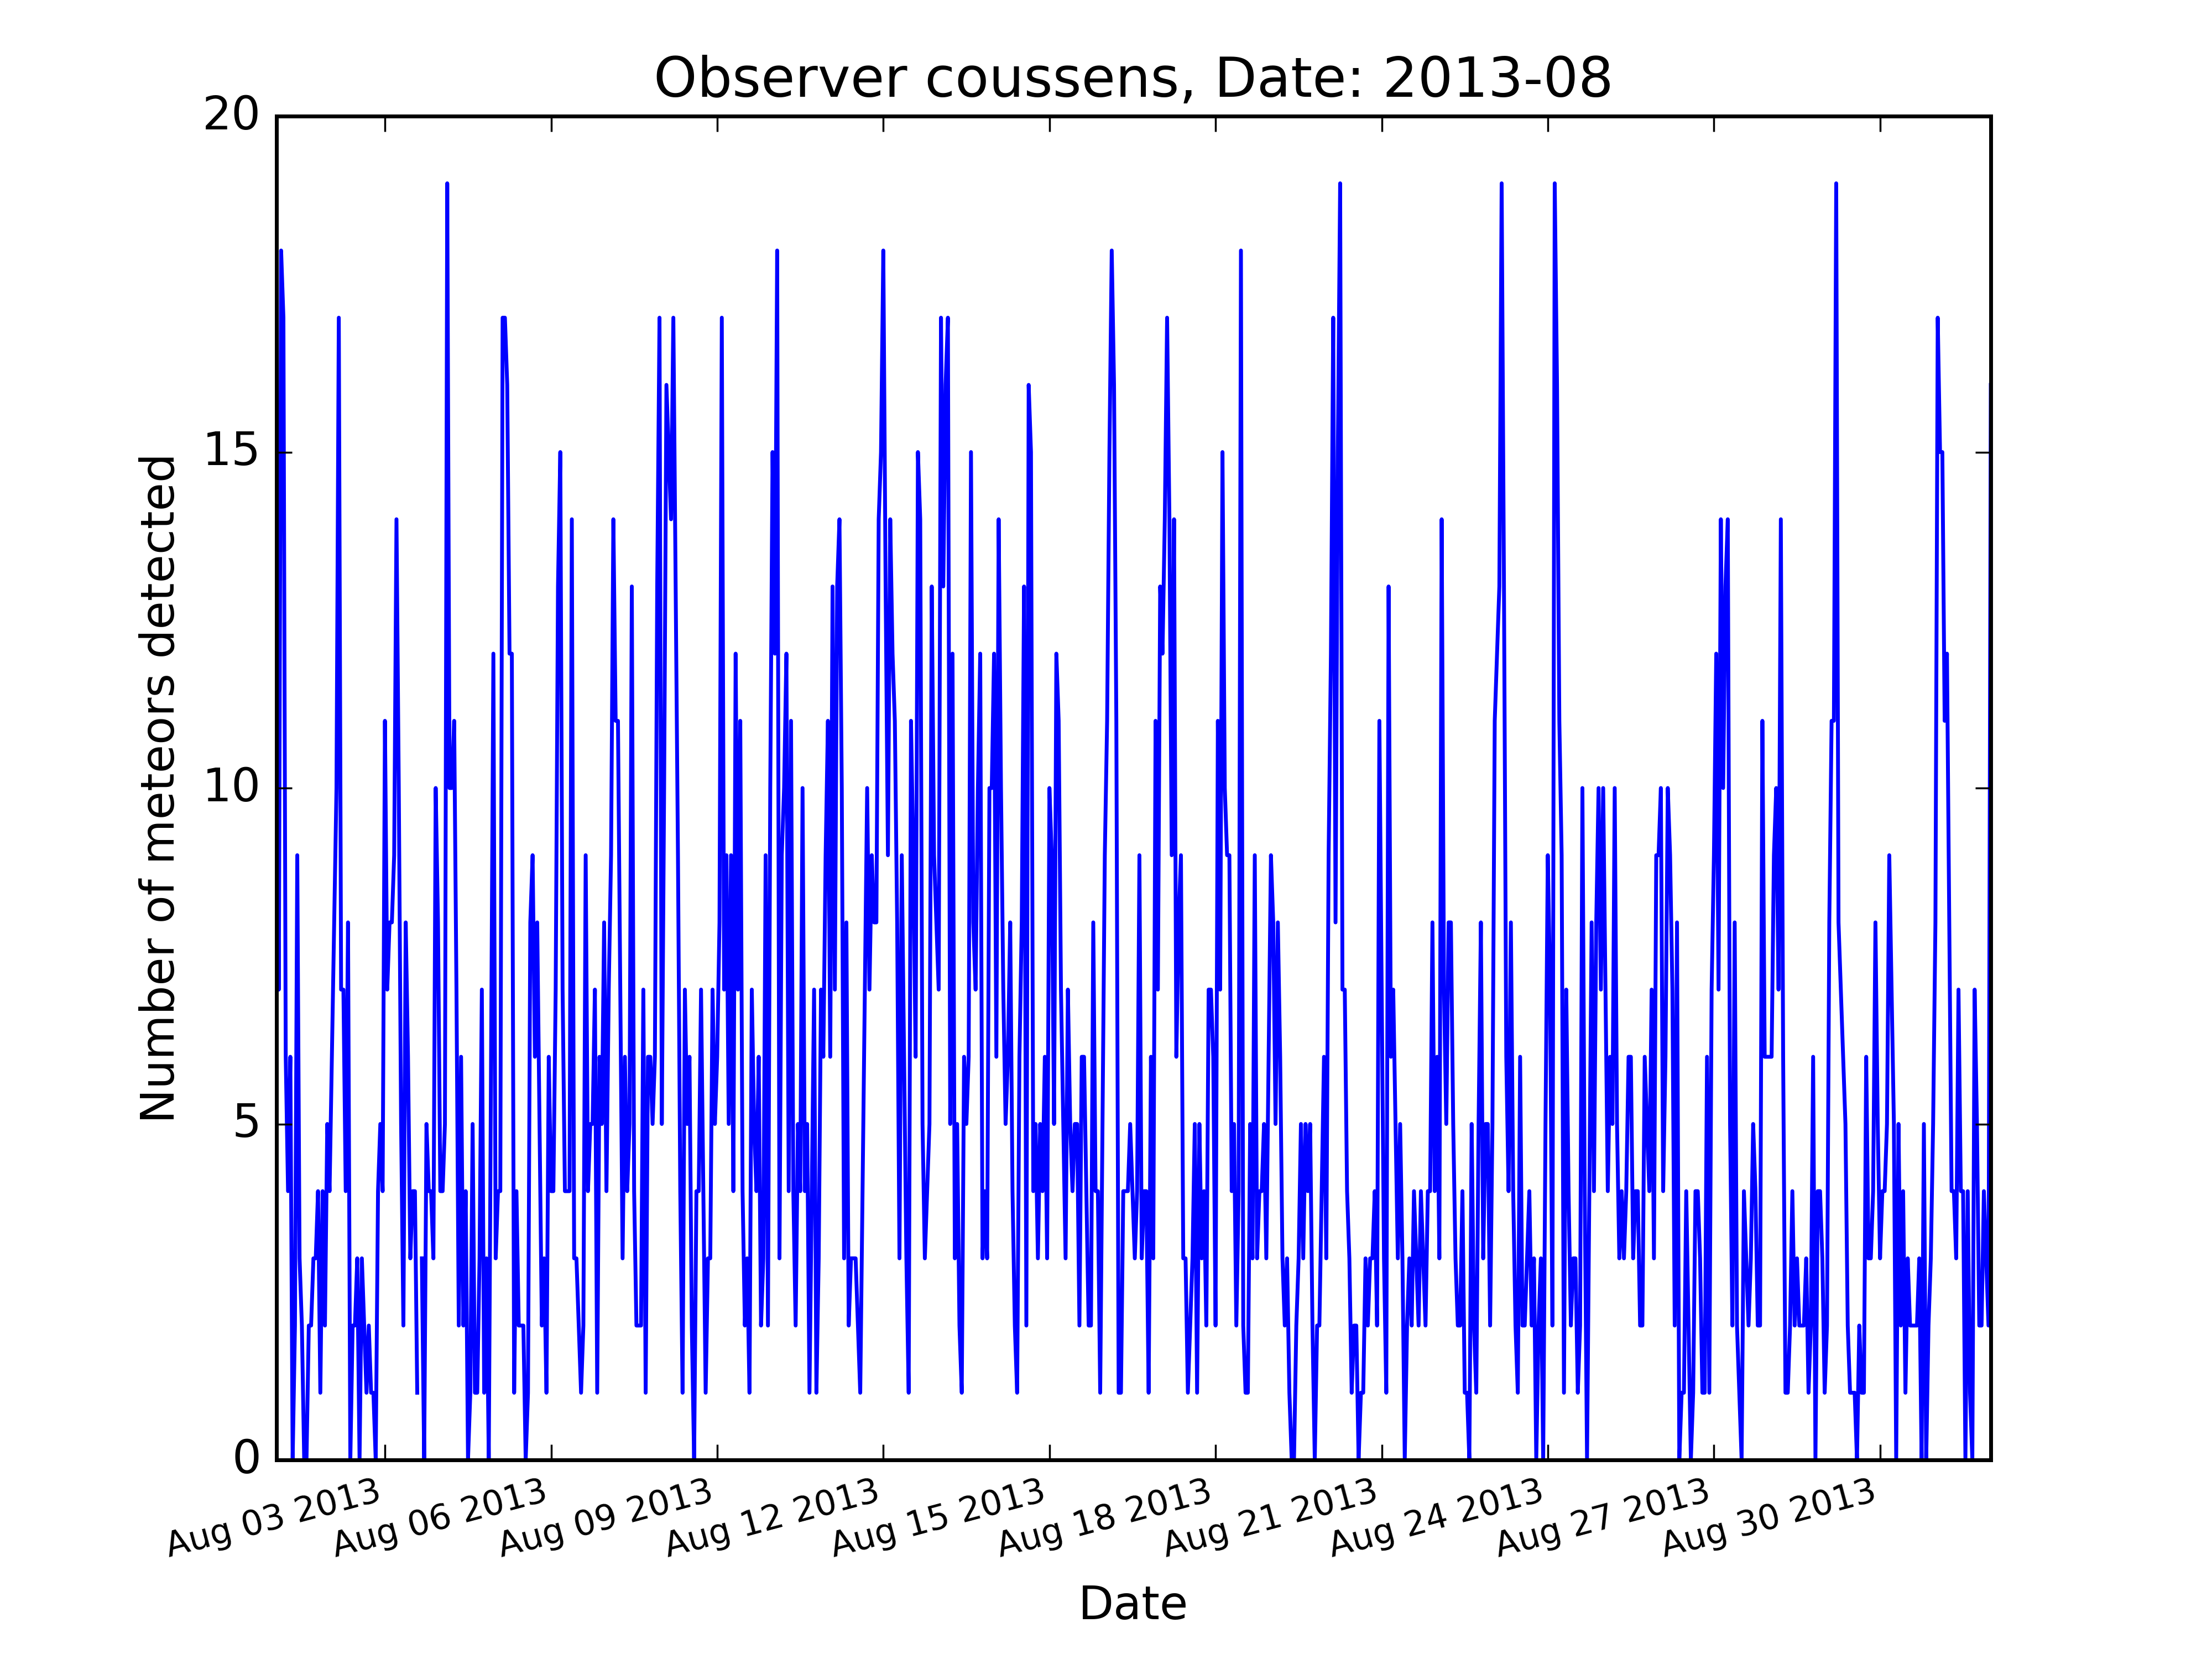 Observer coussens, Date: 2013-08
20
15
10
5
0
Number of meteors detected
Aug 03 2013
Aug 06 2013
Aug 09 2013
Aug 12 2013
Aug 15 2013
Aug 18 2013
Aug 21 2013
Aug 24 2013
Aug 27 2013
Aug 30 2013
Date